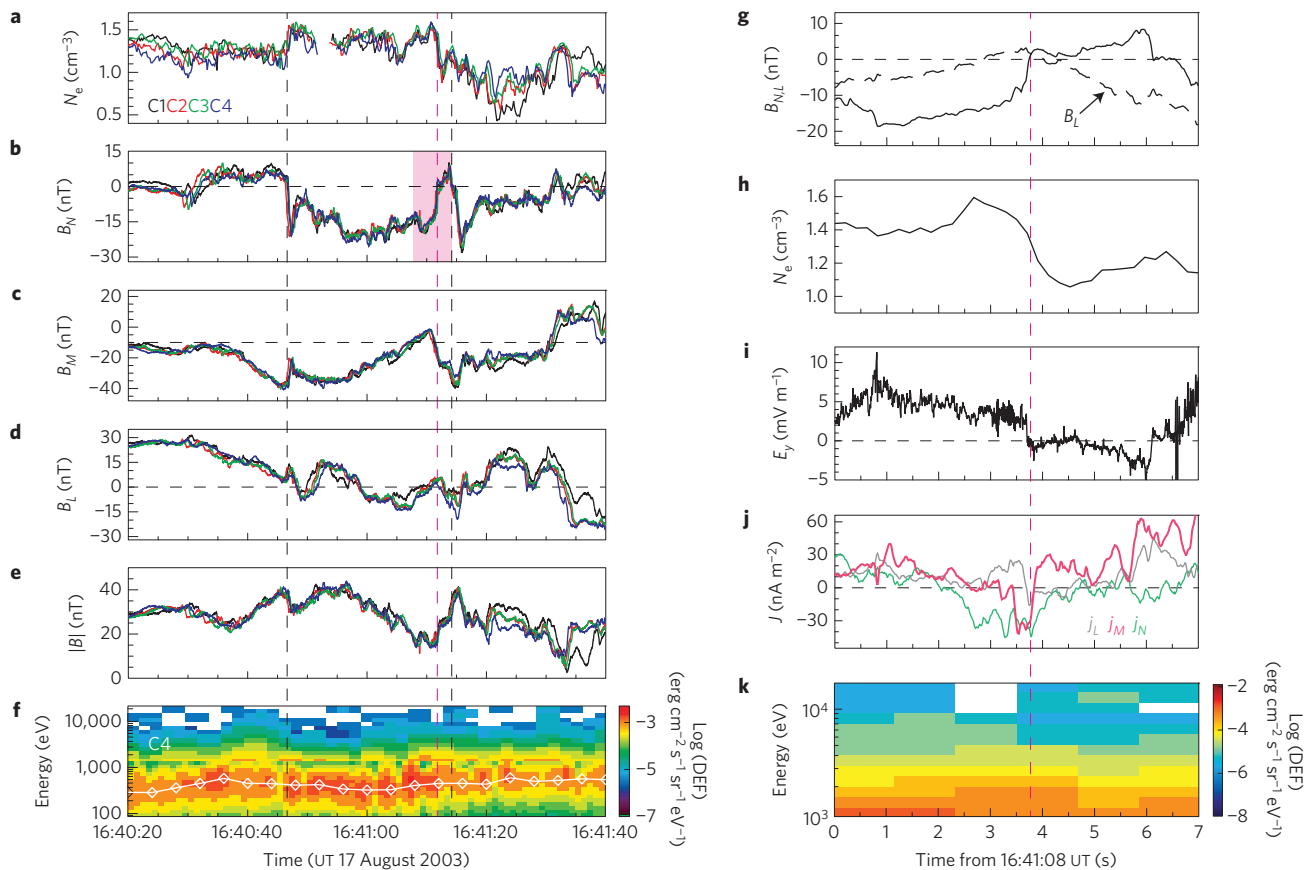 a
N_e (cm⁻³)
1.5
1.0
0.5
C1C2C3C4
b
B_N (nT)
15
0
−15
−30
c
B_M (nT)
20
0
−20
−40
d
B_L (nT)
30
15
0
−15
−30
e
|B| (nT)
60
40
20
0
f
Energy (eV)
10,000
1,000
100
C4
−3
−5
−7
Log (DEF)
(erg cm⁻² s⁻¹ sr⁻¹ eV⁻¹)
16:40:20
16:40:40
16:41:00
16:41:20
16:41:40
Time (UT 17 August 2003)
g
B_N,L (nT)
10
0
−10
−20
B_L
h
N_e (cm⁻³)
1.6
1.4
1.2
1.0
i
E_y (mV m⁻¹)
10
5
0
−5
j
J (nA m⁻²)
60
30
0
−30
j_L j_M j_N
k
Energy (eV)
10⁴
10³
−2
−4
−6
−8
Log (DEF)
(erg cm⁻² s⁻¹ sr⁻¹ eV⁻¹)
0
1
2
3
4
5
6
7
Time from 16:41:08 UT (s)